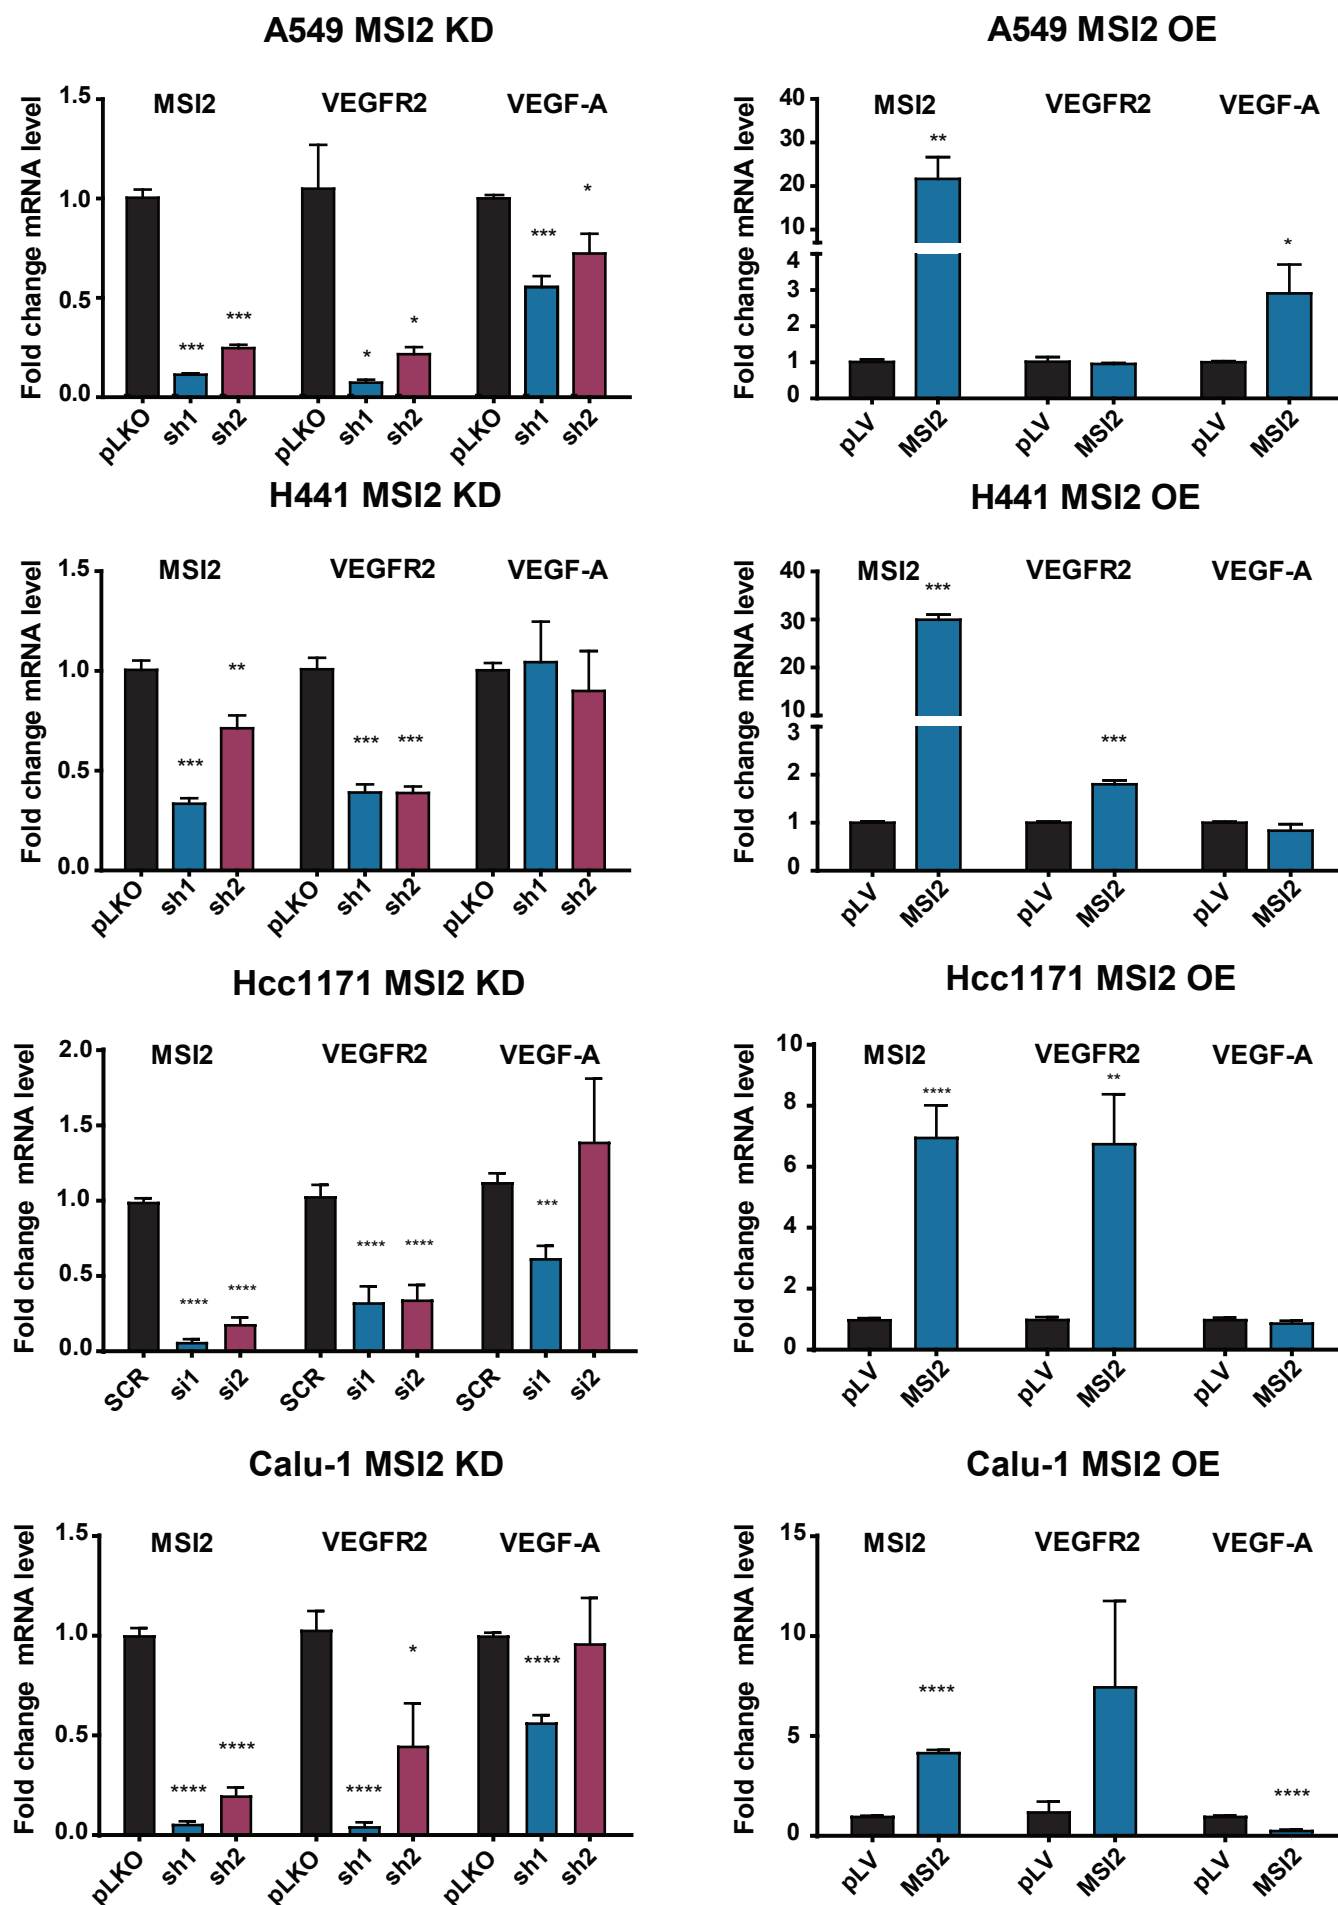 A549 MSI2 KD
Fold change mRNA level
1.5
1.0
0.5
0.0
MSI2
VEGFR2
VEGF-A
***
***
*
*
***
*
pLKO
sh1
sh2
pLKO
sh1
sh2
pLKO
sh1
sh2
A549 MSI2 OE
Fold change mRNA level
40
30
20
10
4
3
2
1
0
MSI2
VEGFR2
VEGF-A
**
*
pLV
MSI2
pLV
MSI2
pLV
MSI2
H441 MSI2 KD
Fold change mRNA level
1.5
1.0
0.5
0.0
MSI2
VEGFR2
VEGF-A
***
**
***
***
pLKO
sh1
sh2
pLKO
sh1
sh2
pLKO
sh1
sh2
H441 MSI2 OE
Fold change mRNA level
40
30
20
10
3
2
1
0
MSI2
VEGFR2
VEGF-A
***
***
pLV
MSI2
pLV
MSI2
pLV
MSI2
Hcc1171 MSI2 KD
Fold change mRNA level
2.0
1.5
1.0
0.5
0.0
MSI2
VEGFR2
VEGF-A
****
****
****
****
***
SCR
si1
si2
SCR
si1
si2
SCR
si1
si2
Hcc1171 MSI2 OE
Fold change mRNA level
10
8
6
4
2
0
MSI2
VEGFR2
VEGF-A
****
**
pLV
MSI2
pLV
MSI2
pLV
MSI2
Calu-1 MSI2 KD
Fold change mRNA level
1.5
1.0
0.5
0.0
MSI2
VEGFR2
VEGF-A
****
****
****
*
****
pLKO
sh1
sh2
pLKO
sh1
sh2
pLKO
sh1
sh2
Calu-1 MSI2 OE
Fold change mRNA level
15
10
5
0
MSI2
VEGFR2
VEGF-A
****
****
pLV
MSI2
pLV
MSI2
pLV
MSI2